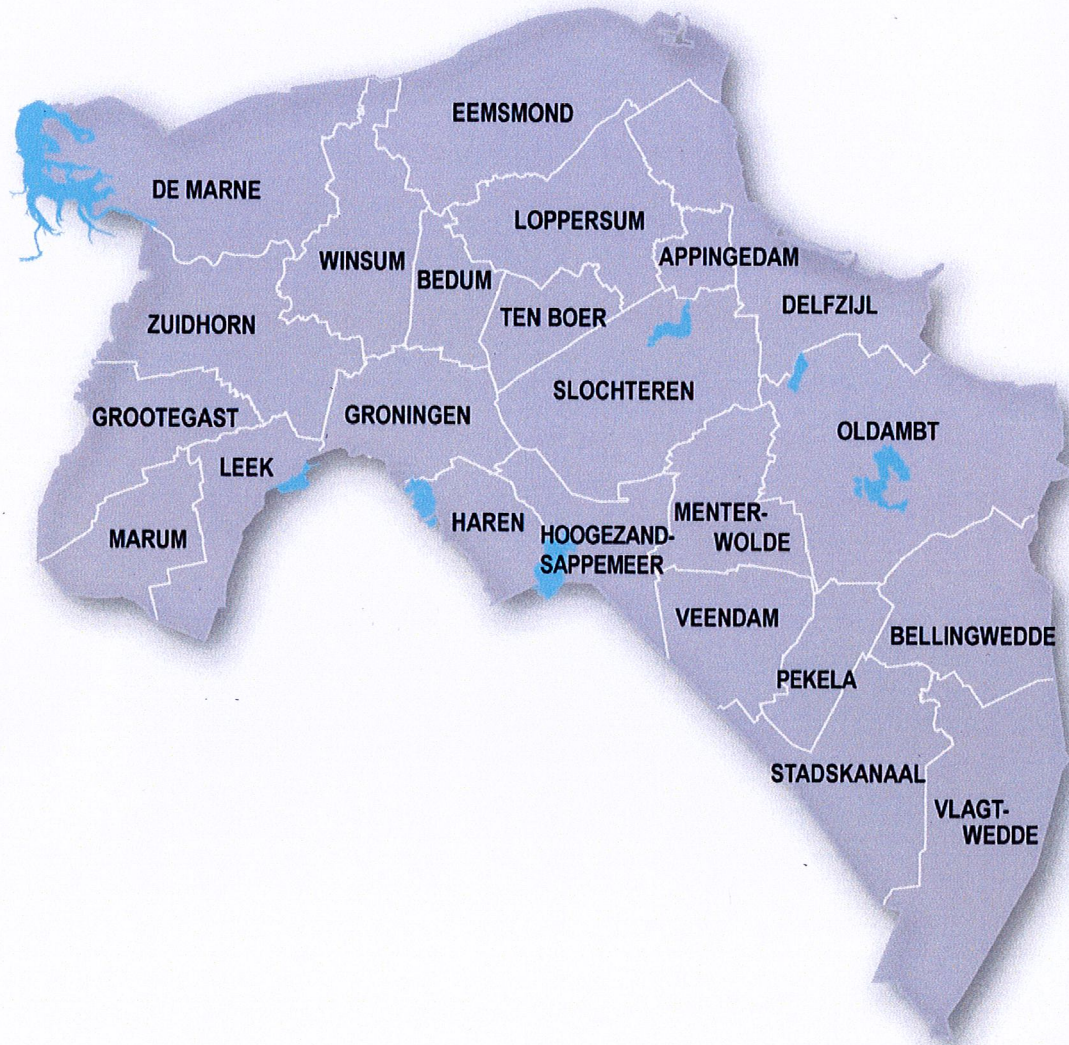 EEMSMOND
DE MARNE
LOPPERSUM
WINSUM
APPINGEDAM
BEDUM
DELFZIJL
TEN BOER
ZUIDHORN
SLOCHTEREN
GROOTEGAST
GRONINGEN
OLDAMBT
LEEK
MENTER-
WOLDE
HAREN
HOOGEZAND-
SAPPEMEER
MARUM
VEENDAM
BELLINGWEDDE
PEKELA
STADSKANAAL
VLAGT-
WEDDE